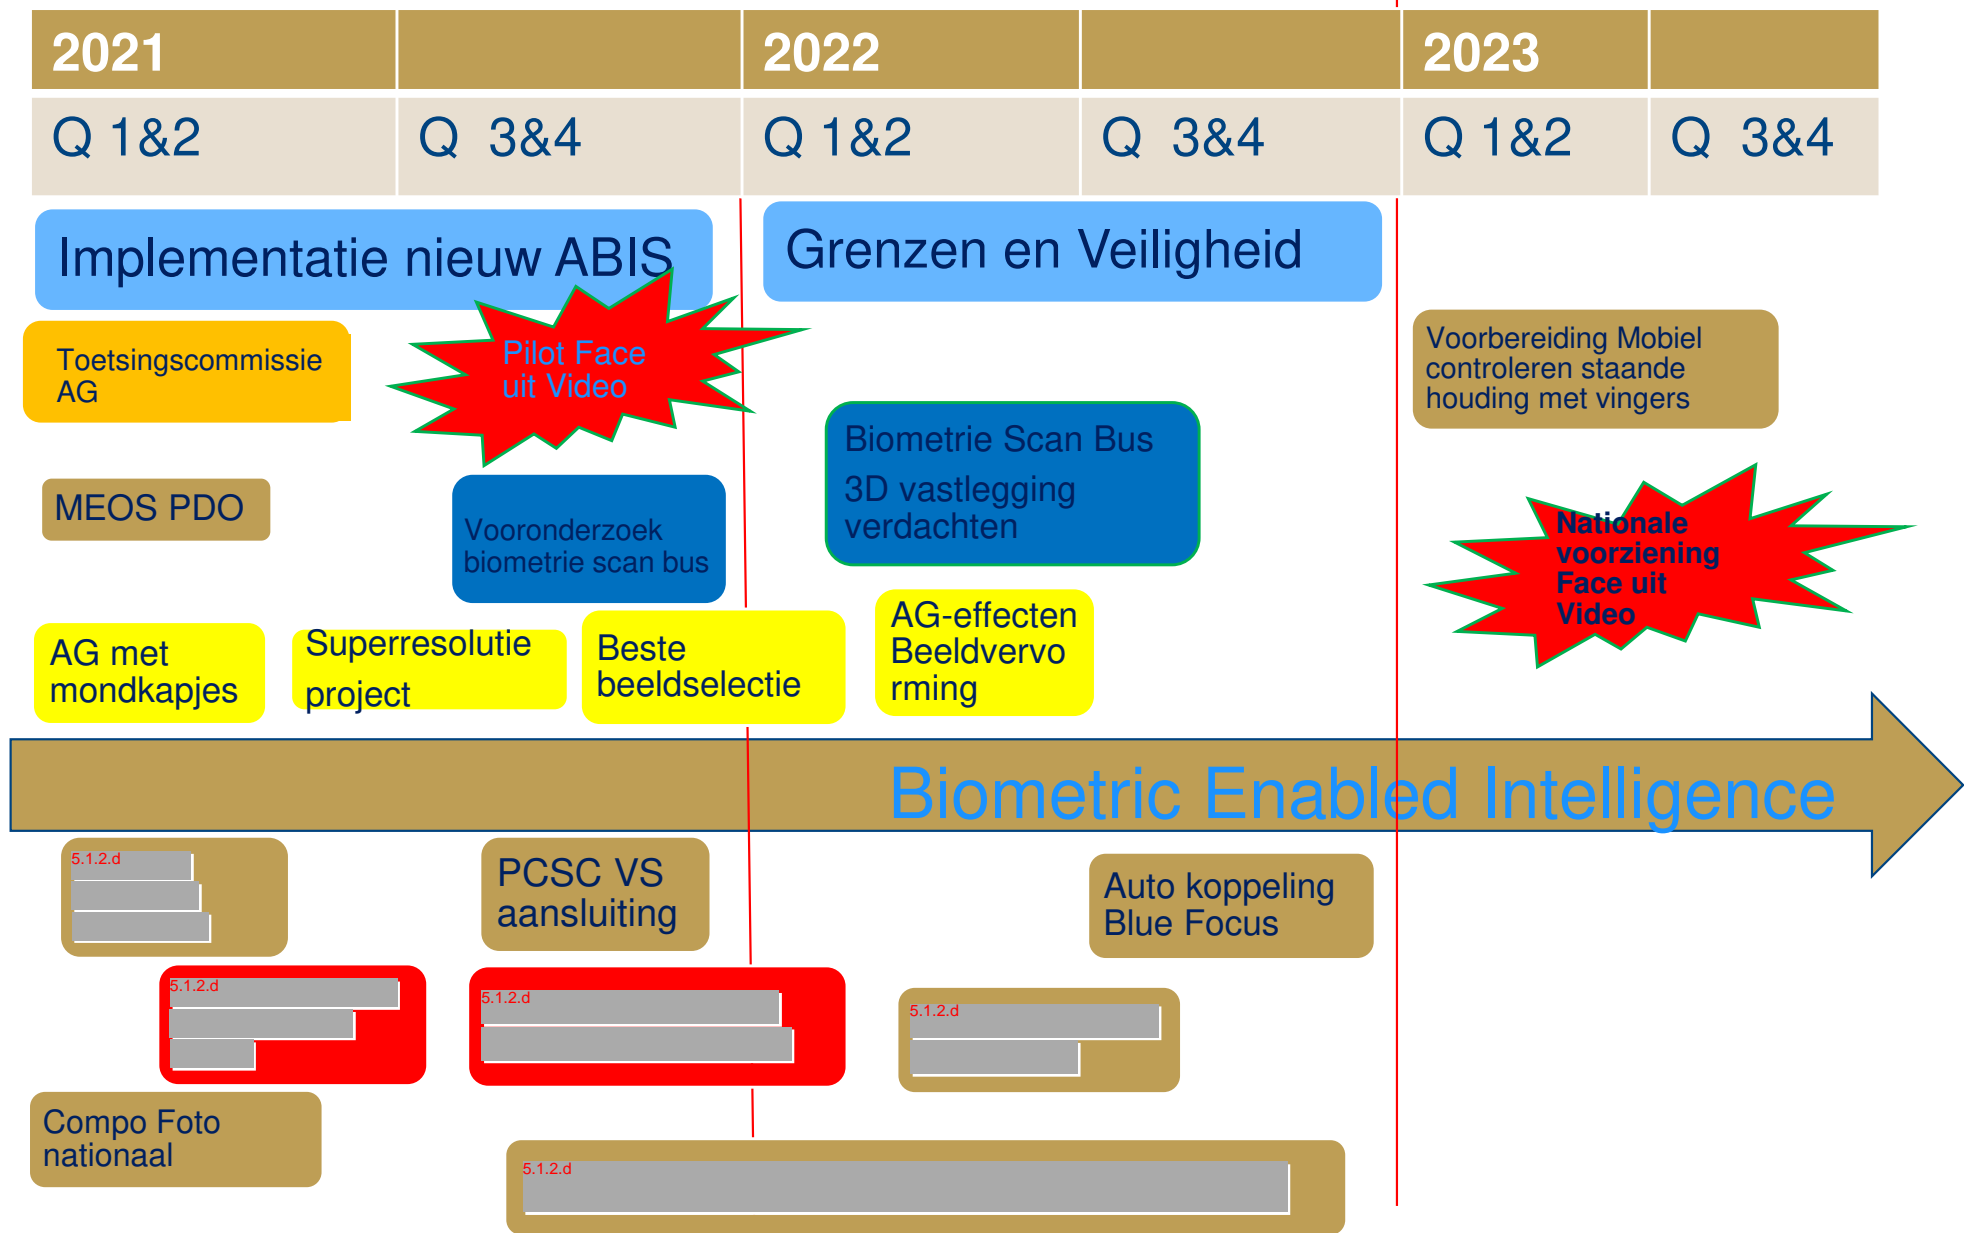 2021
2022
2023
Q 1&2
Q 3&4
Q 1&2
Q 3&4
Q 1&2
Q 3&4
Implementatie nieuw ABIS
Grenzen en Veiligheid
Toetsingscommissie
AG
Pilot Face
uit Video
Voorbereiding Mobiel
controleren staande
houding met vingers
MEOS PDO
Vooronderzoek
biometrie scan bus
Biometrie Scan Bus
3D vastlegging
verdachten
Nationale
voorziening
Face uit
Video
AG met
mondkapjes
Superresolutie
project
Beste
beeldselectie
AG-effecten
Beeldvervo
rming
Biometric Enabled Intelligence
5.1.2.d
PCSC VS
aansluiting
Auto koppeling
Blue Focus
5.1.2.d
5.1.2.d
5.1.2.d
Compo Foto
nationaal
5.1.2.d